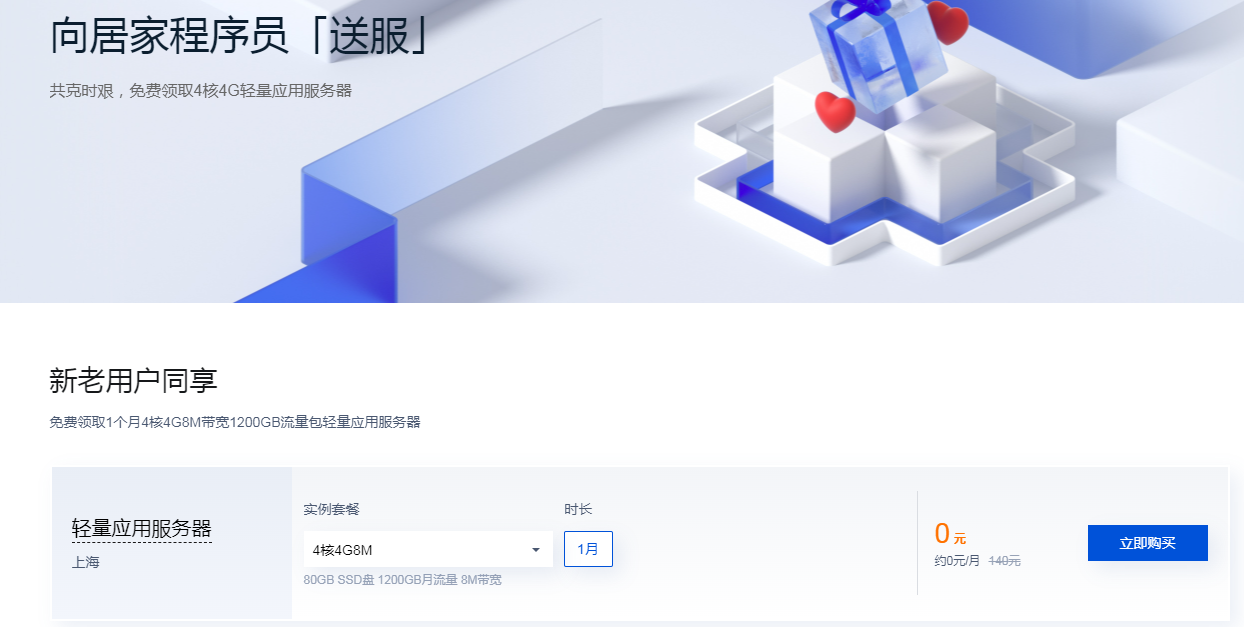 向居家程序员「送服」
共克时艰，免费领取4核4G轻量应用服务器
新老用户同享
免费领取1个月4核4G8M带宽1200GB流量包轻量应用服务器
轻量应用服务器
上海
实例套餐
4核4G8M
80GB SSD盘 1200GB月流量 8M带宽
时长
1月
0 元
约0元/月 140元
立即购买